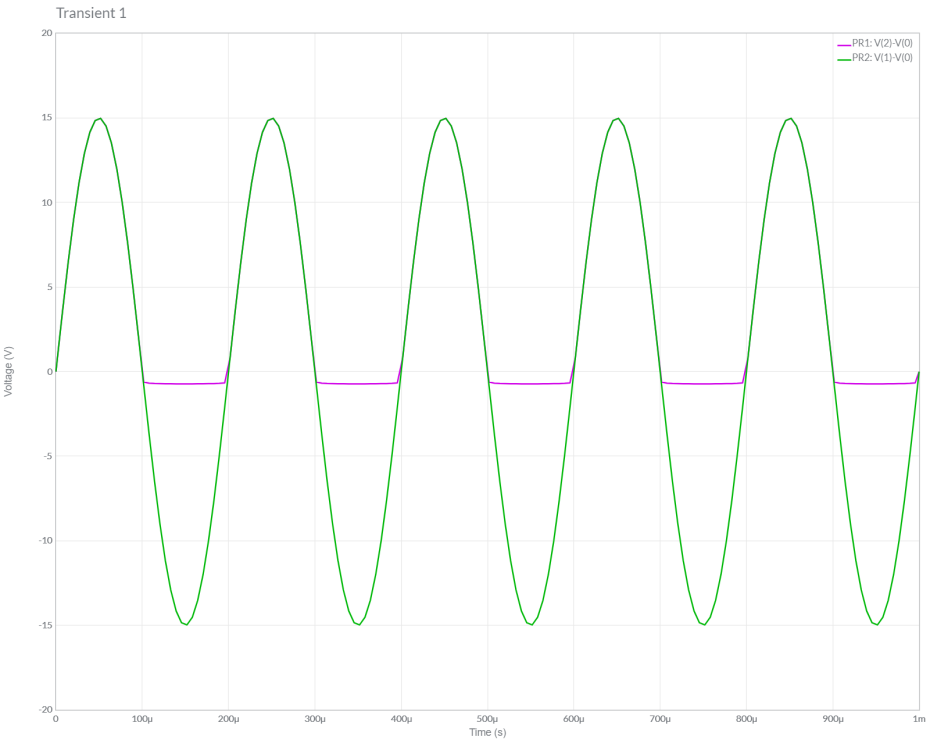 Transient 1
PR1: V(2)-V(0)
PR2: V(1)-V(0)
20
15
10
5
0
-5
-10
-15
-20
Voltage (V)
0 100µ 200µ 300µ 400µ 500µ 600µ 700µ 800µ 900µ 1m
Time (s)